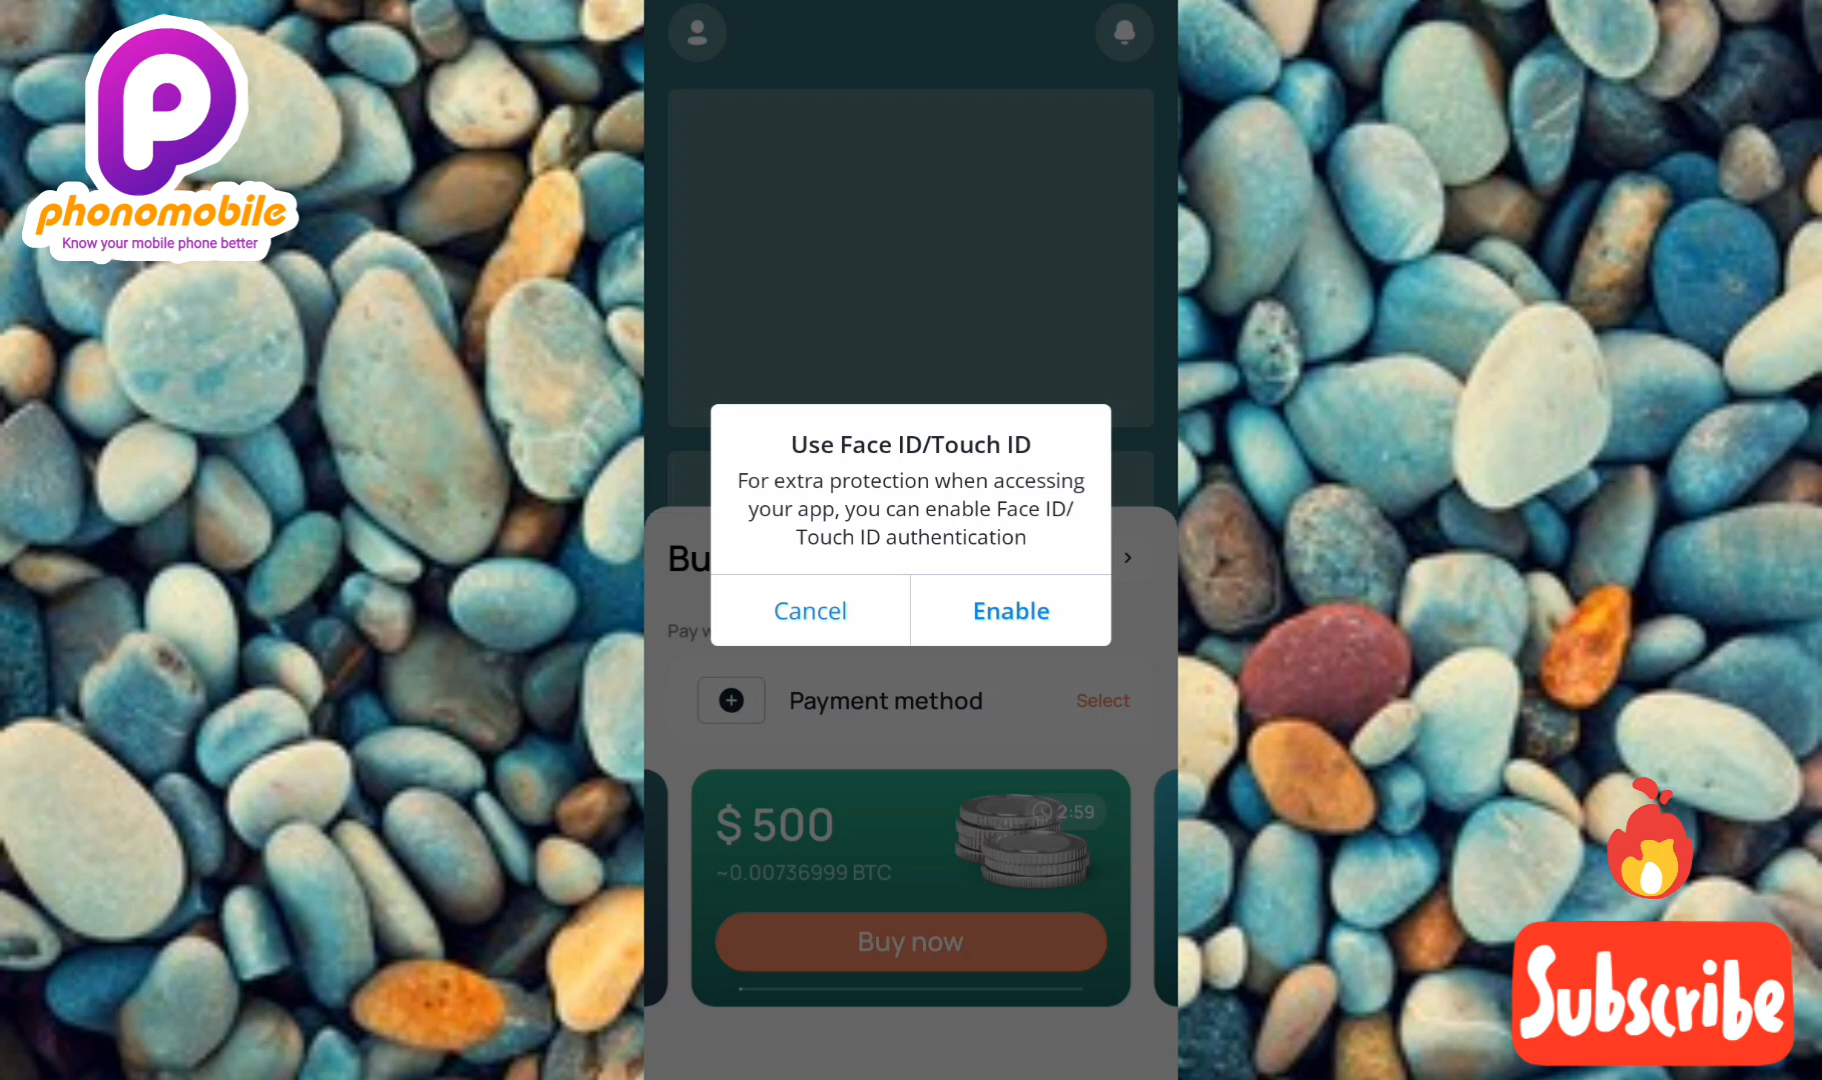 phonomobile
Know your mobile phone better
Use Face ID/Touch ID
For extra protection when accessing
your app, you can enable Face ID/
Touch ID authentication
Bu
Cancel
Enable
Pay w
Payment method
Select
$ 500
2:59
~0.00736999 BTC
Buy now
Subscribe